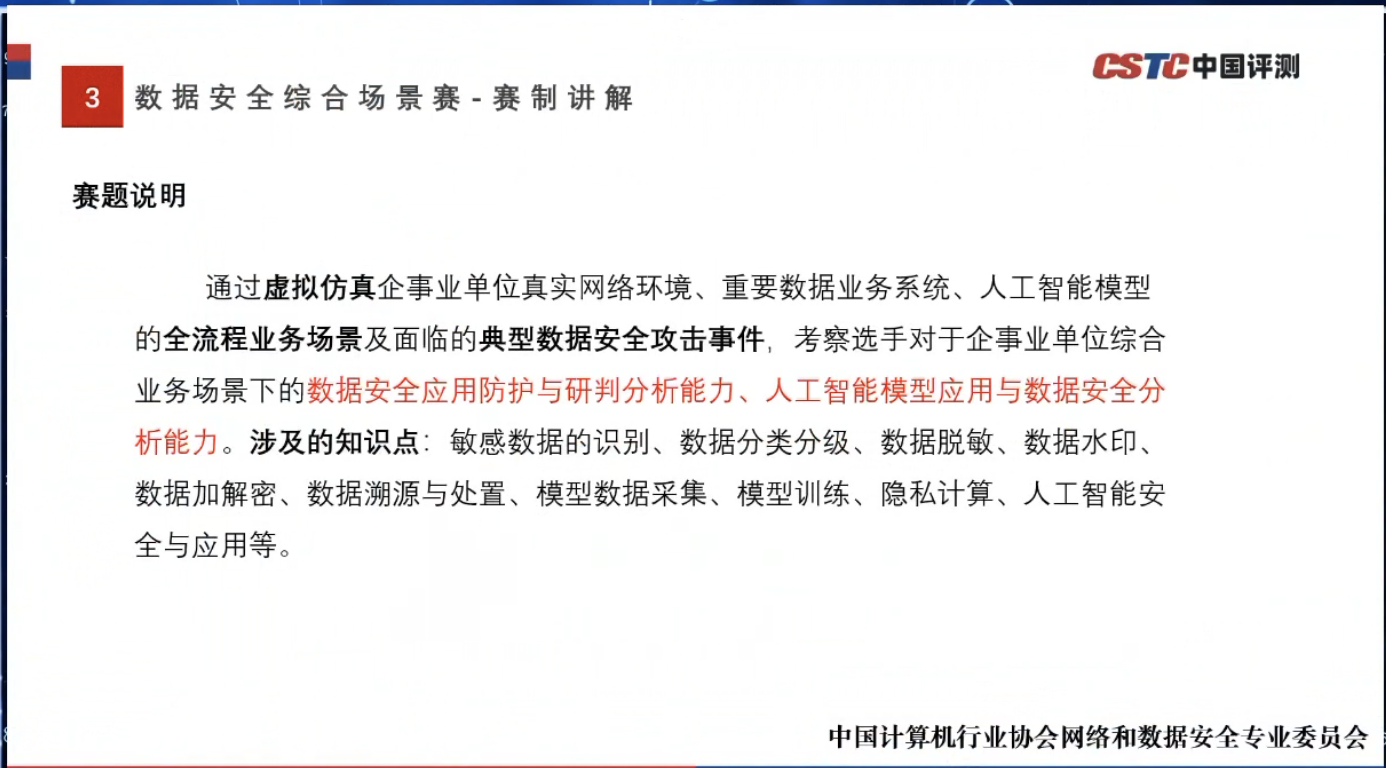 CSTC中国评测
3
数据安全综合场景赛-赛制讲解
赛题说明
通过虚拟仿真企事业单位真实网络环境、重要数据业务系统、人工智能模型
的全流程业务场景及面临的典型数据安全攻击事件，考察选手对于企事业单位综合
业务场景下的数据安全应用防护与研判分析能力、人工智能模型应用与数据安全分
析能力。涉及的知识点：敏感数据的识别、数据分类分级、数据脱敏、数据水印、
数据加解密、数据溯源与处置、模型数据采集、模型训练、隐私计算、人工智能安
全与应用等。
中国计算机行业协会网络和数据安全专业委员会